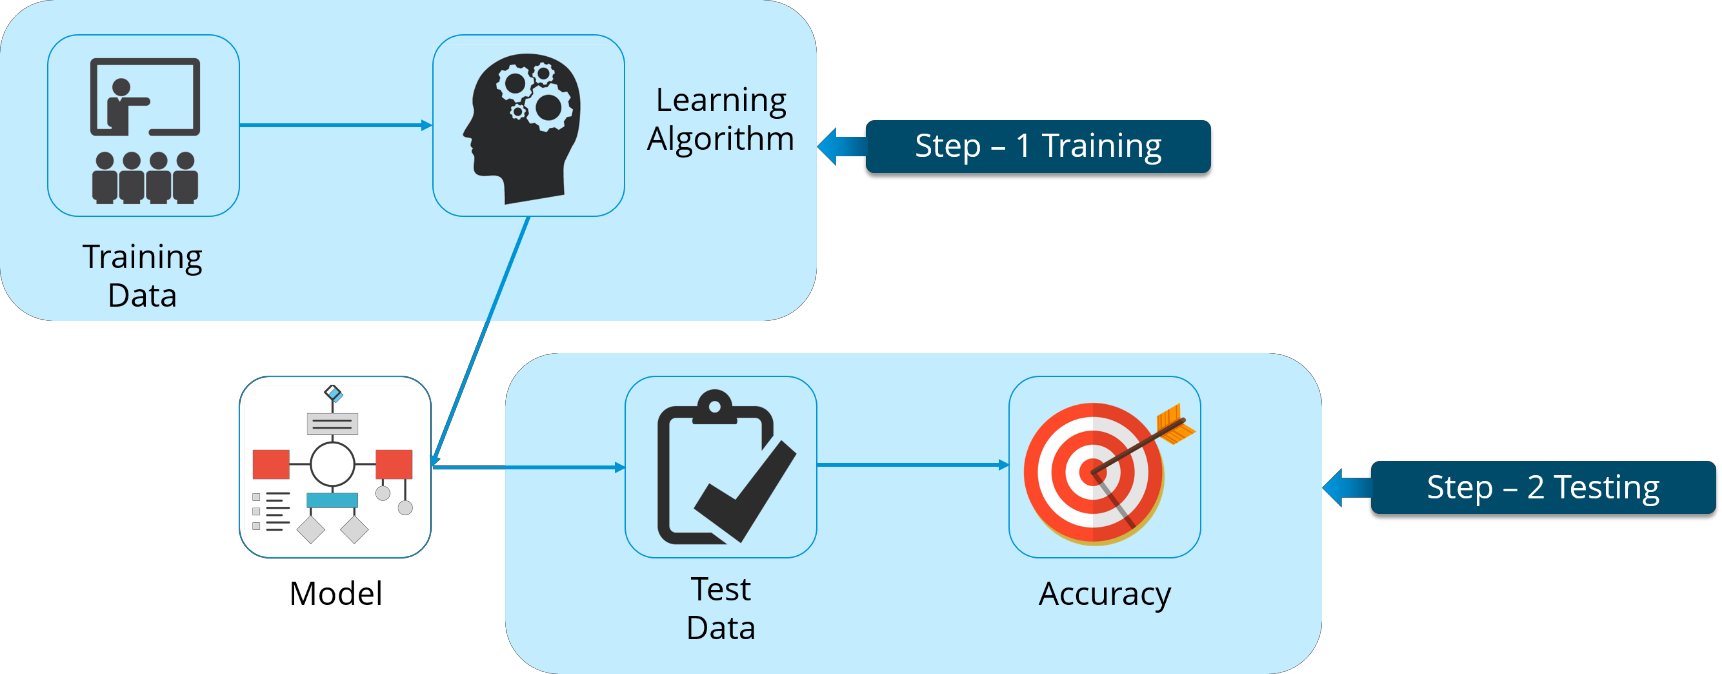 Learning
Algorithm
Step – 1 Training
Training
Data
Step – 2 Testing
Model
Test
Data
Accuracy